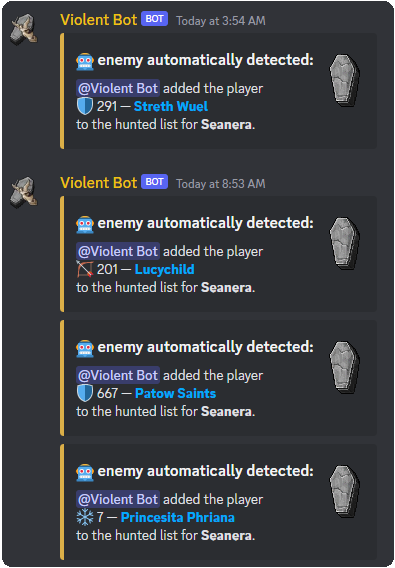 Violent Bot BOT Today at 3:54 AM
enemy automatically detected:
@Violent Bot added the player
291 — Streth Wuel
to the hunted list for Seanera.
Violent Bot BOT Today at 8:53 AM
enemy automatically detected:
@Violent Bot added the player
201 — Lucychild
to the hunted list for Seanera.
enemy automatically detected:
@Violent Bot added the player
667 — Patow Saints
to the hunted list for Seanera.
enemy automatically detected:
@Violent Bot added the player
7 — Princesita Phriana
to the hunted list for Seanera.